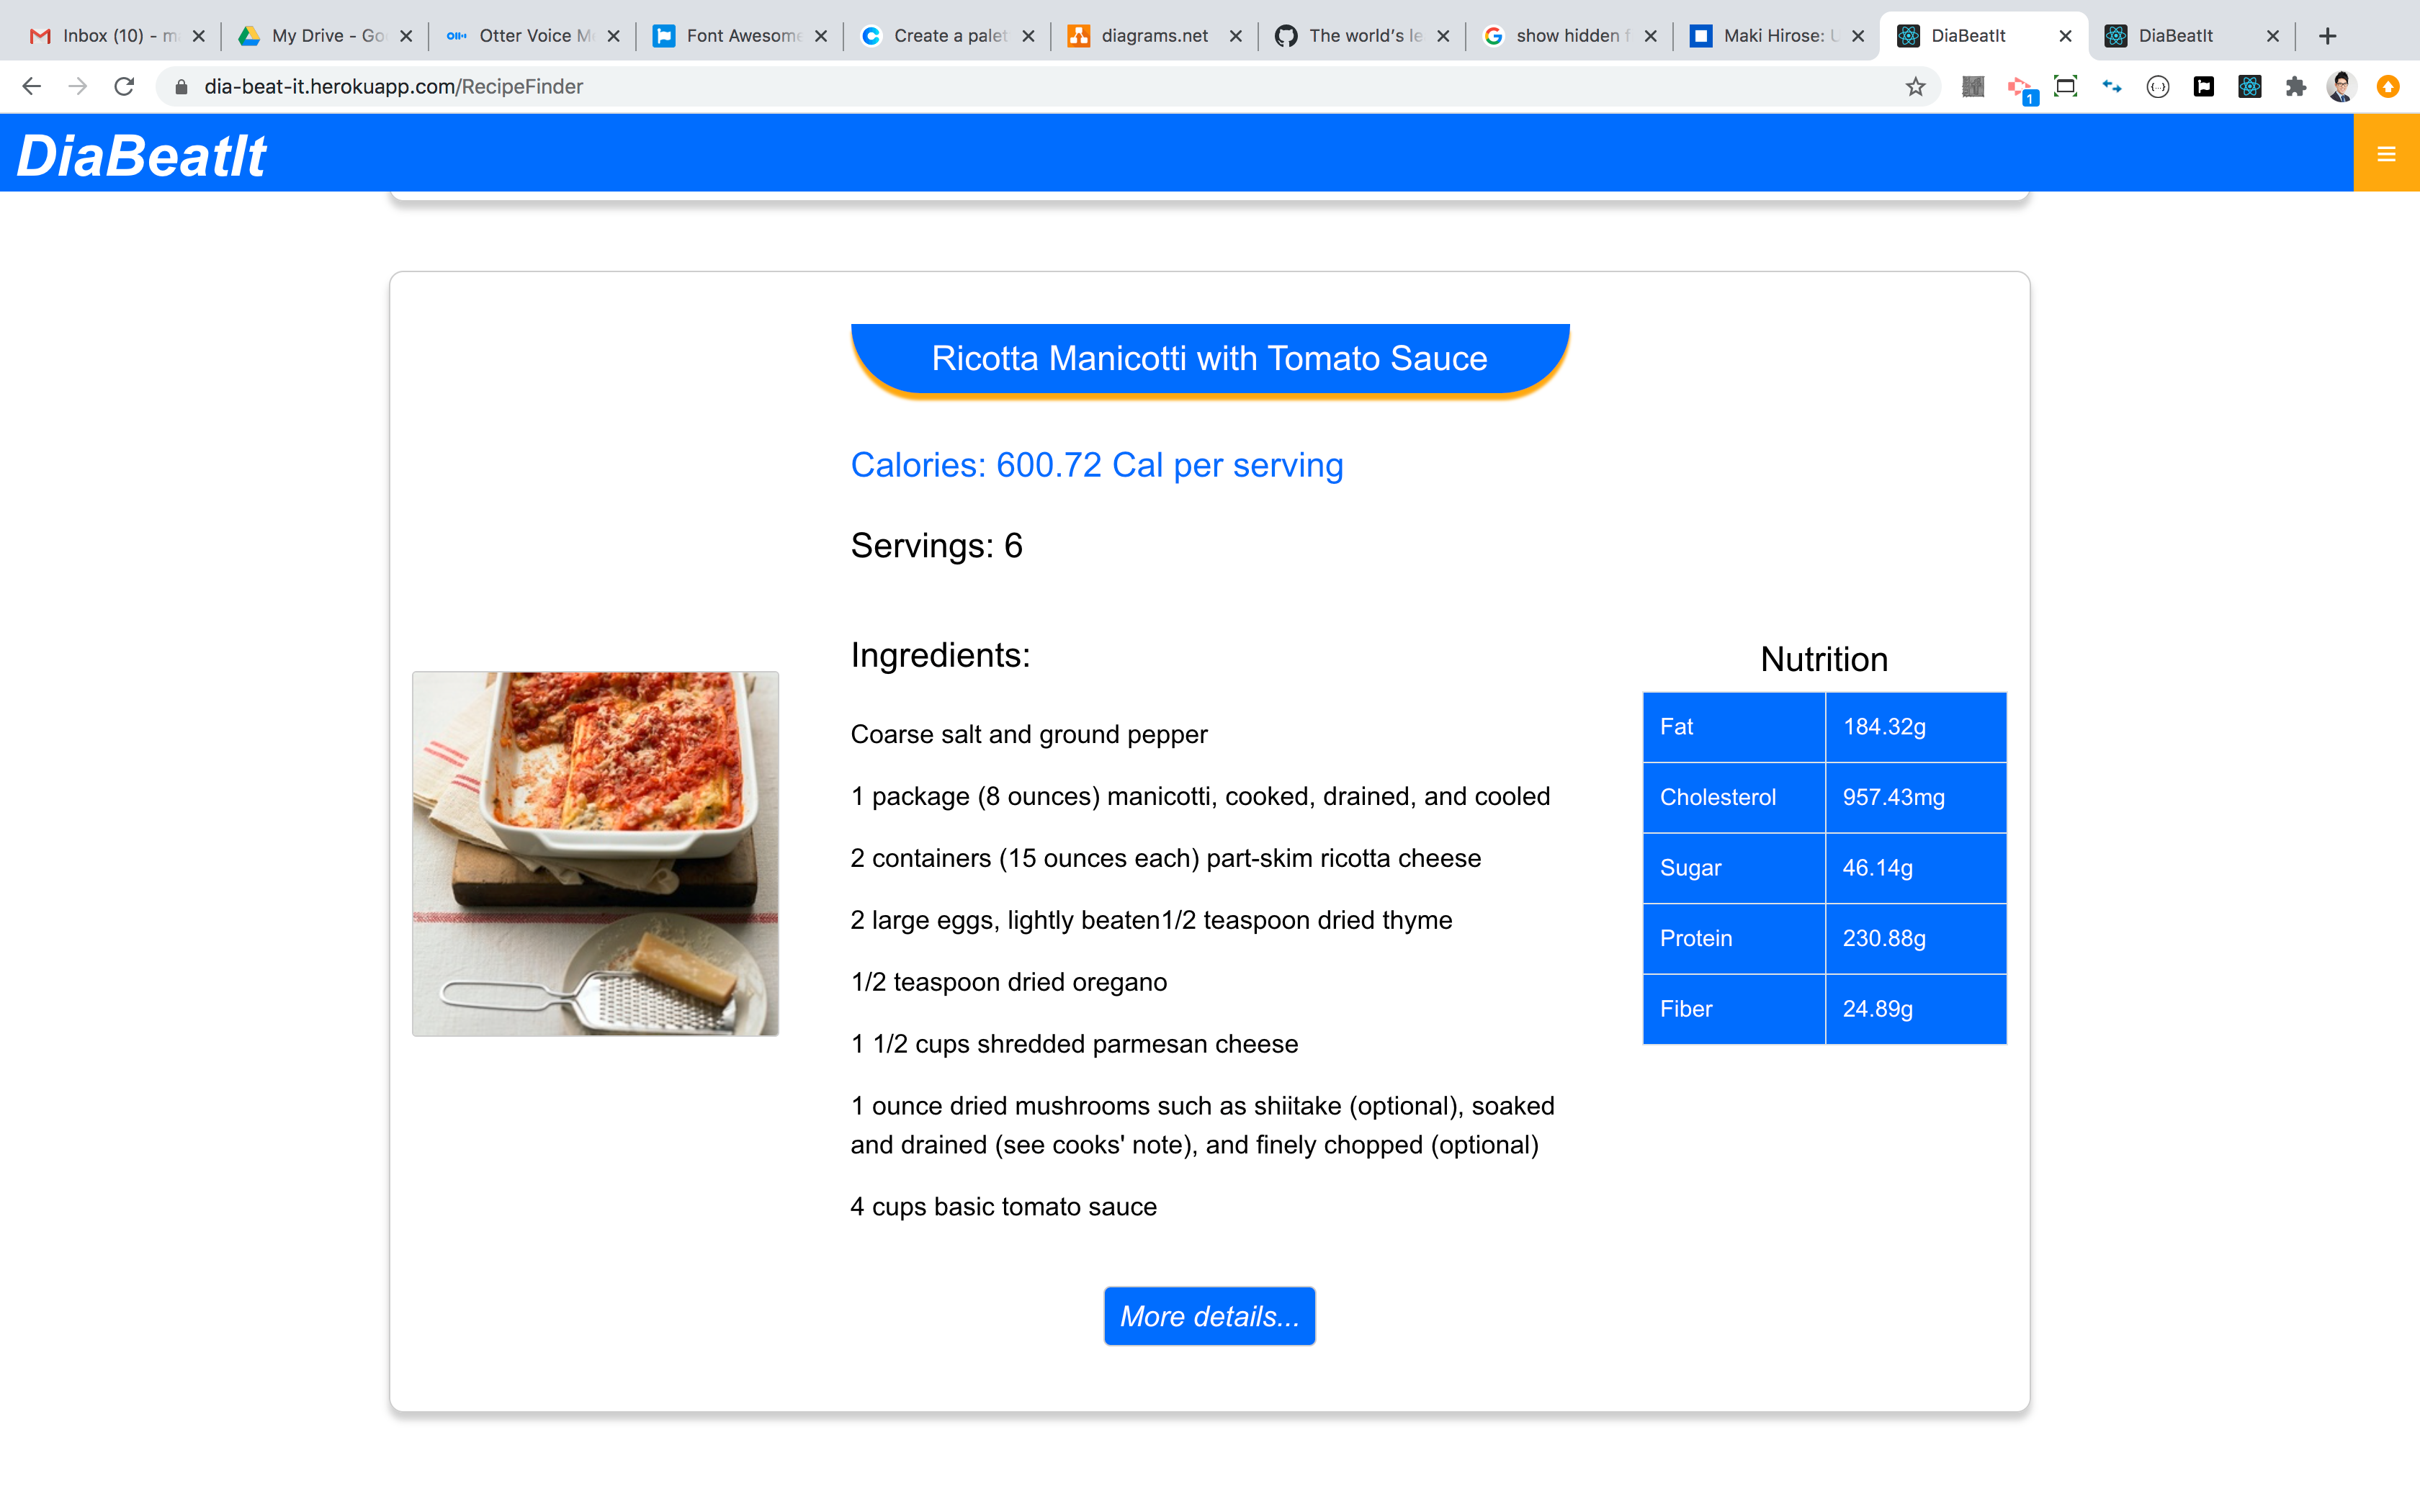 Inbox (10) - m
My Drive - Go
Otter Voice M
Font Awesome
Create a palet
diagrams.net
The world's le
show hidden f
Maki Hirose: U
DiaBeatIt
DiaBeatIt
dia-beat-it.herokuapp.com/RecipeFinder
1
DiaBeatIt
Ricotta Manicotti with Tomato Sauce
Calories: 600.72 Cal per serving
Servings: 6
Ingredients:
Coarse salt and ground pepper
1 package (8 ounces) manicotti, cooked, drained, and cooled
2 containers (15 ounces each) part-skim ricotta cheese
2 large eggs, lightly beaten1/2 teaspoon dried thyme
1/2 teaspoon dried oregano
1 1/2 cups shredded parmesan cheese
1 ounce dried mushrooms such as shiitake (optional), soaked
and drained (see cooks' note), and finely chopped (optional)
4 cups basic tomato sauce
More details...
Nutrition
Fat 184.32g
Cholesterol 957.43mg
Sugar 46.14g
Protein 230.88g
Fiber 24.89g